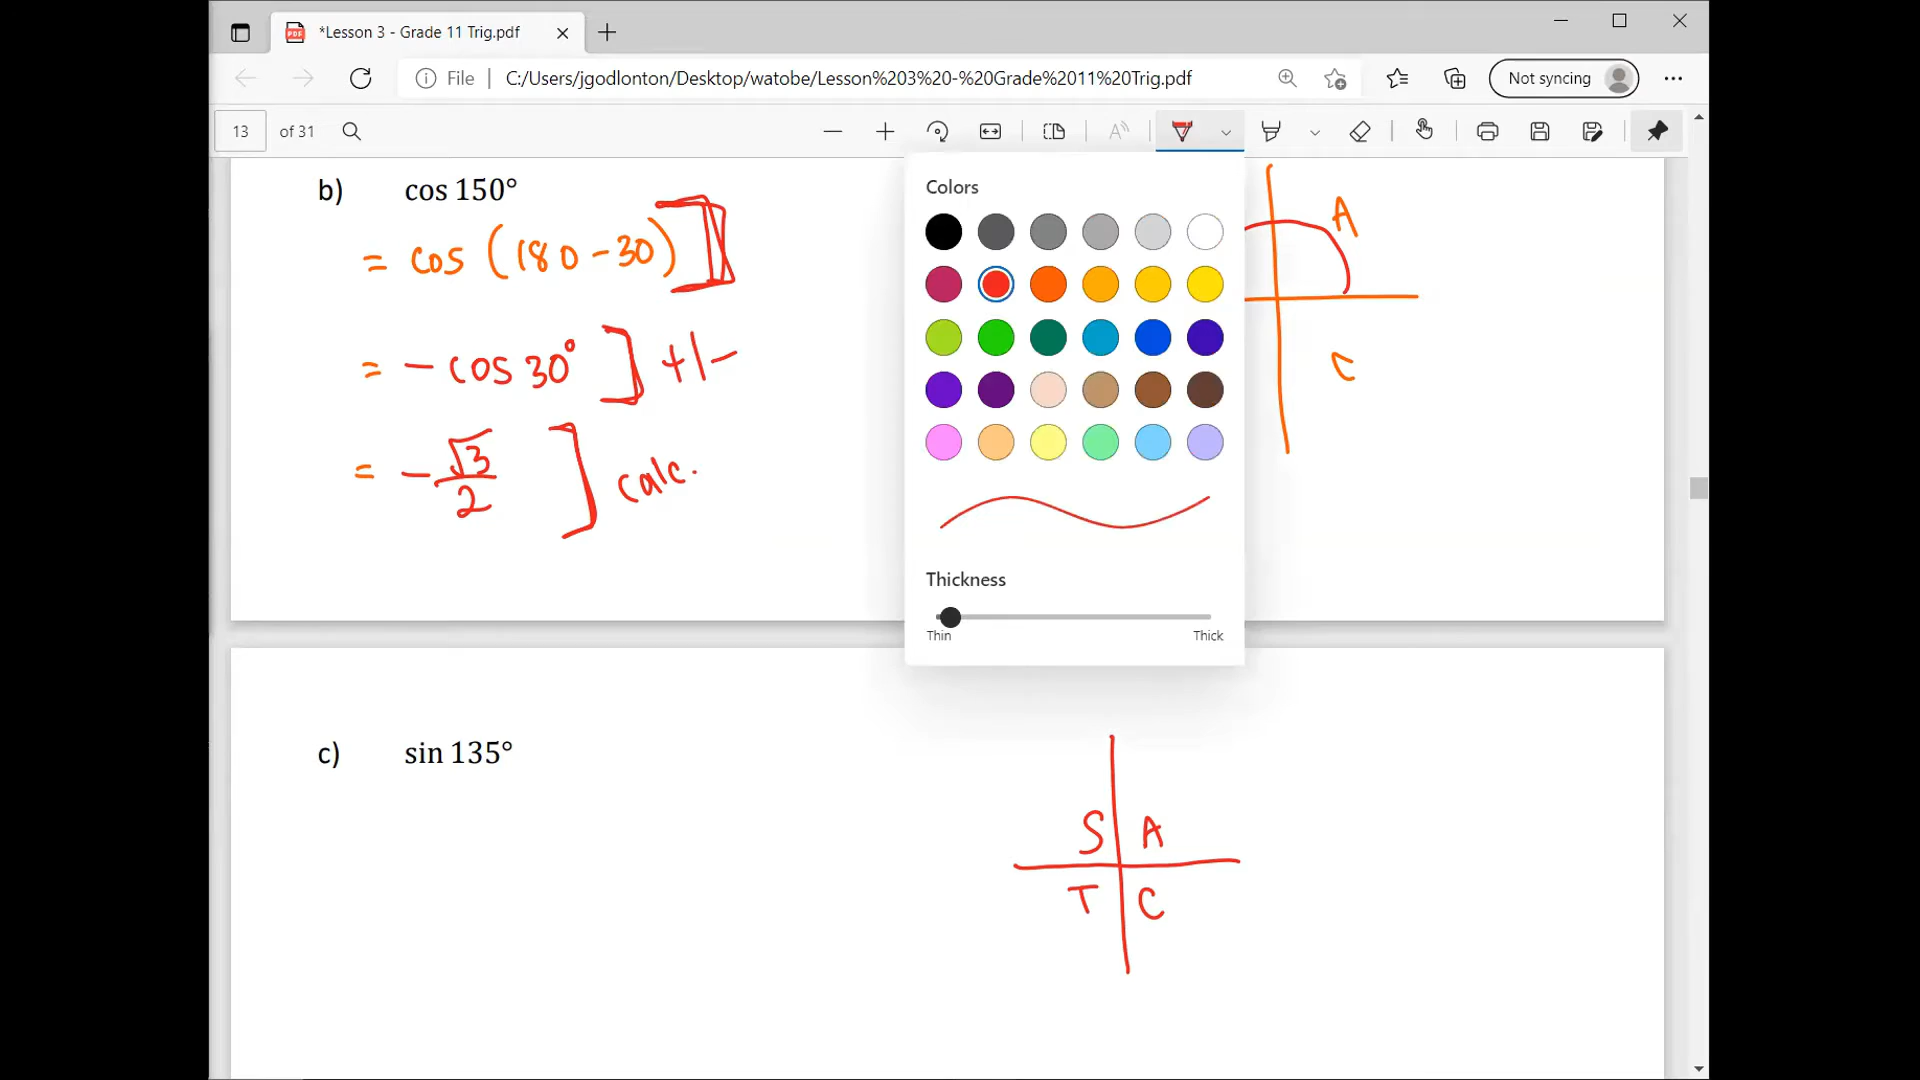 *Lesson 3 - Grade 11 Trig.pdf
File
C:/Users/jgodlonton/Desktop/watobe/Lesson%203%20-%20Grade%2011%20Trig.pdf
Not syncing
13 of 31
b) cos 150°
= cos (180 - 30)
= - cos 30° ] +/-
= - √3/2 ] calc.
A
C
Colors
Thickness
Thin Thick
c) sin 135°
S A
T C